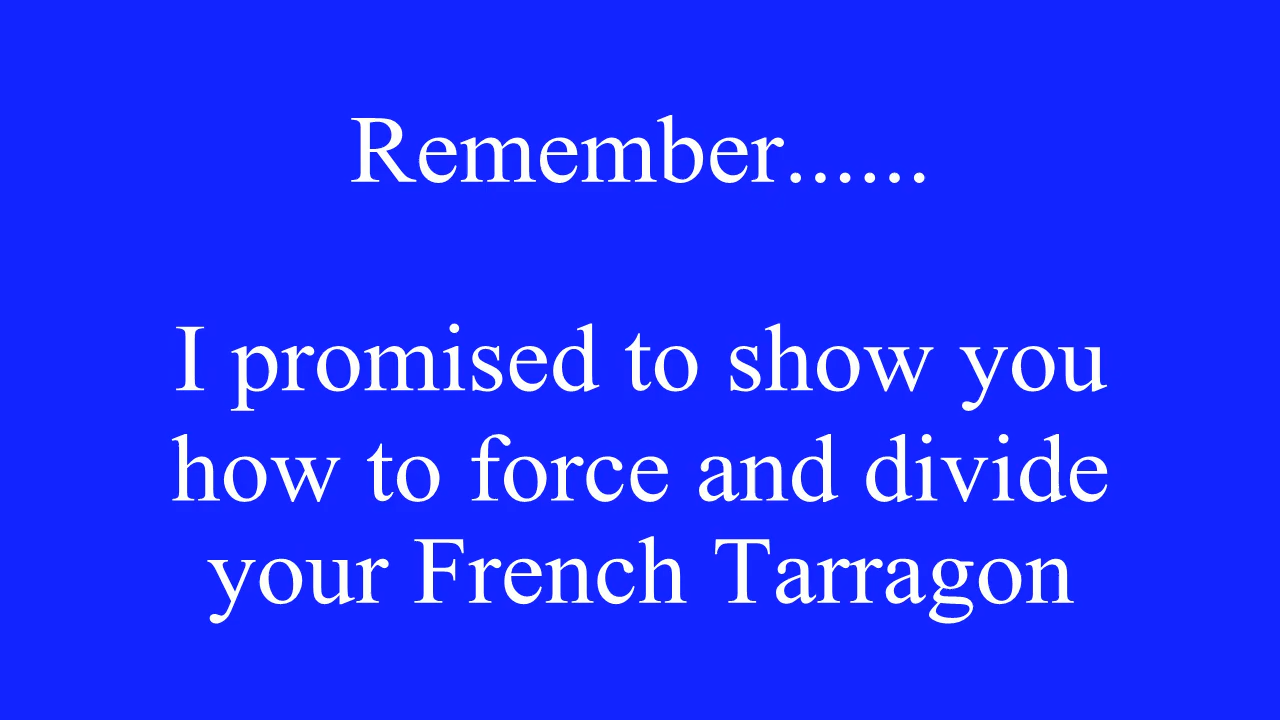 Remember......
I promised to show you
how to force and divide
your French Tarragon